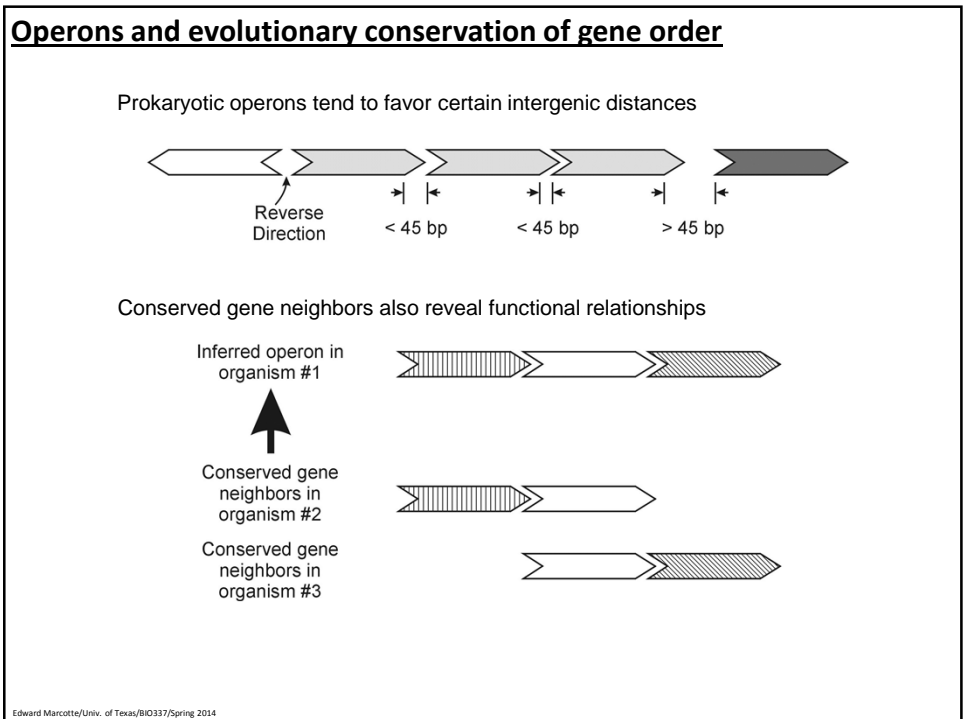 Operons and evolutionary conservation of gene order
Prokaryotic operons tend to favor certain intergenic distances
Reverse
Direction
< 45 bp
< 45 bp
> 45 bp
Conserved gene neighbors also reveal functional relationships
Inferred operon in
organism #1
Conserved gene
neighbors in
organism #2
Conserved gene
neighbors in
organism #3
Edward Marcotte/Univ. of Texas/BIO337/Spring 2014